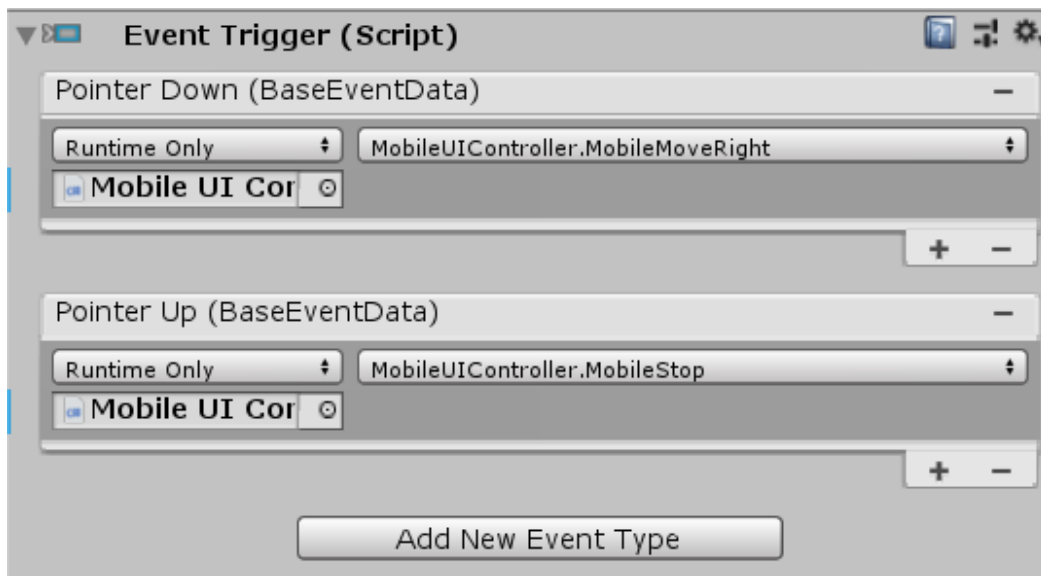 Event Trigger (Script)
Pointer Down (BaseEventData)
Runtime Only MobileUIController.MobileMoveRight
Mobile UI Cor
Pointer Up (BaseEventData)
Runtime Only MobileUIController.MobileStop
Mobile UI Cor
Add New Event Type